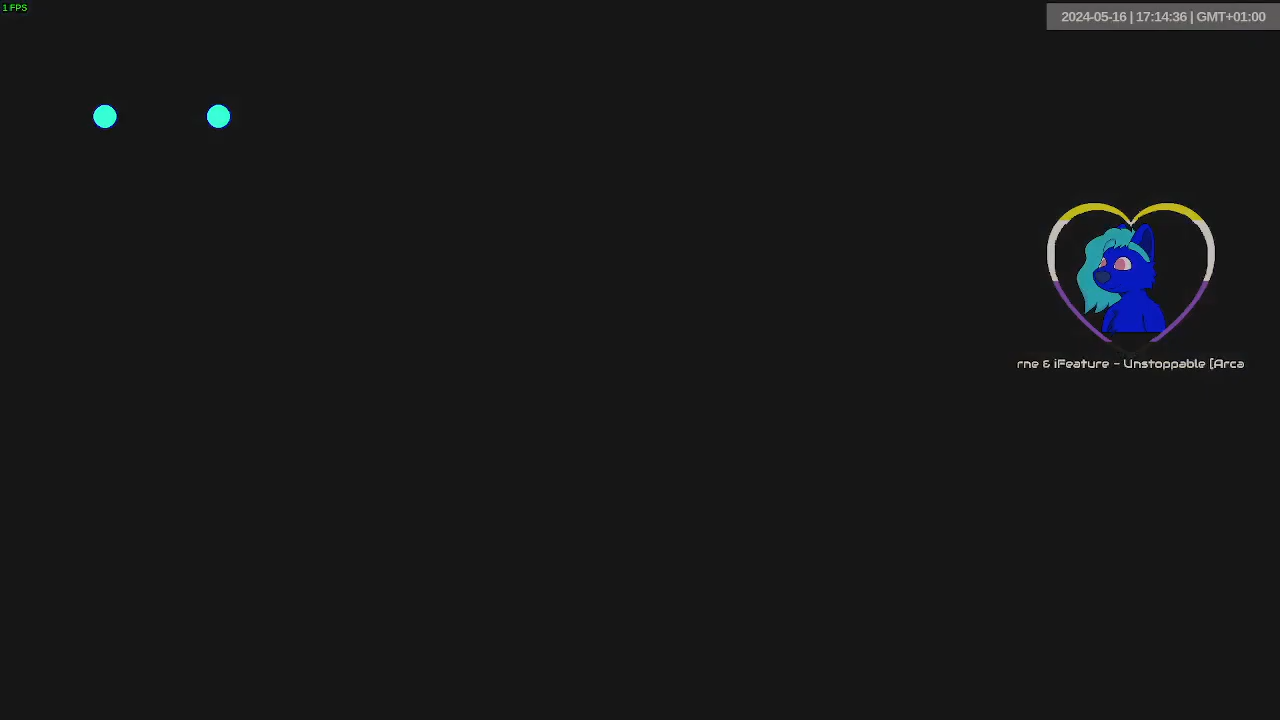 1 FPS
2024-05-16 | 17:14:36 | GMT+01:00
rne & iFeature - Unstoppable [Arca